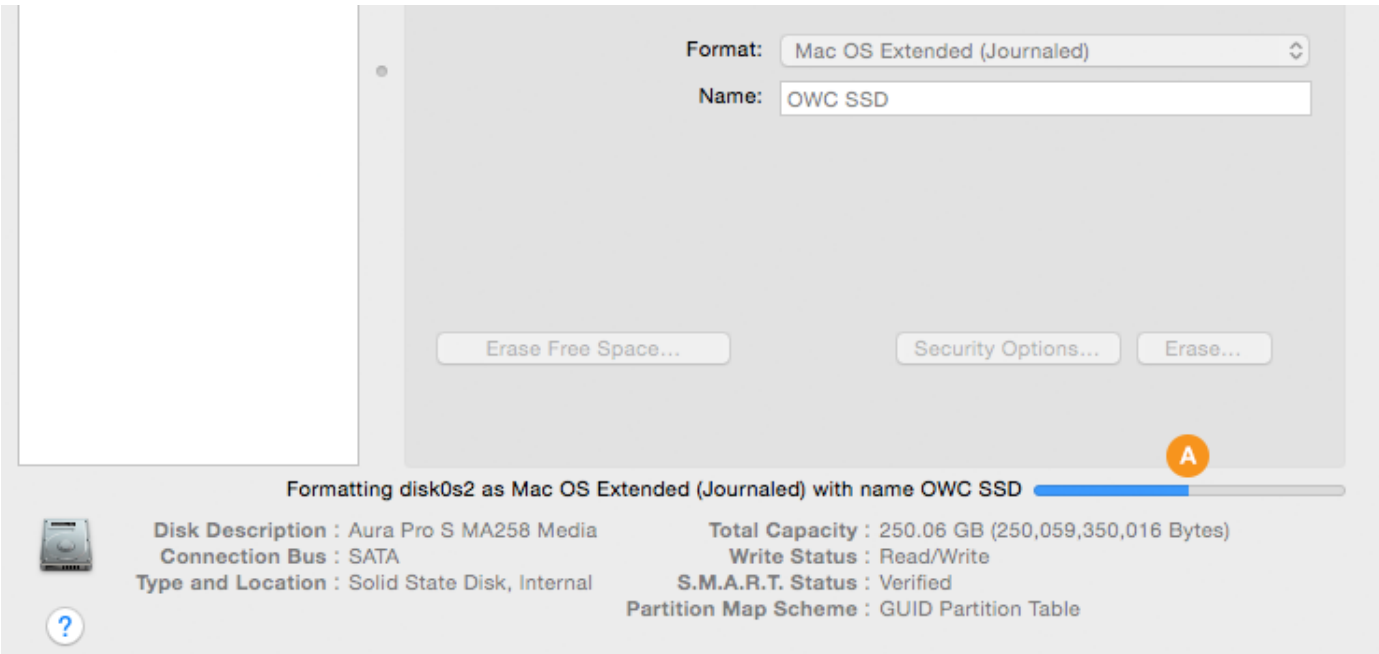 Format: Mac OS Extended (Journaled)
Name: OWC SSD
Erase Free Space...
Security Options...
Erase...
A
Formatting disk0s2 as Mac OS Extended (Journaled) with name OWC SSD
Disk Description : Aura Pro S MA258 Media
Connection Bus : SATA
Type and Location : Solid State Disk, Internal
Total Capacity : 250.06 GB (250,059,350,016 Bytes)
Write Status : Read/Write
S.M.A.R.T. Status : Verified
Partition Map Scheme : GUID Partition Table
?